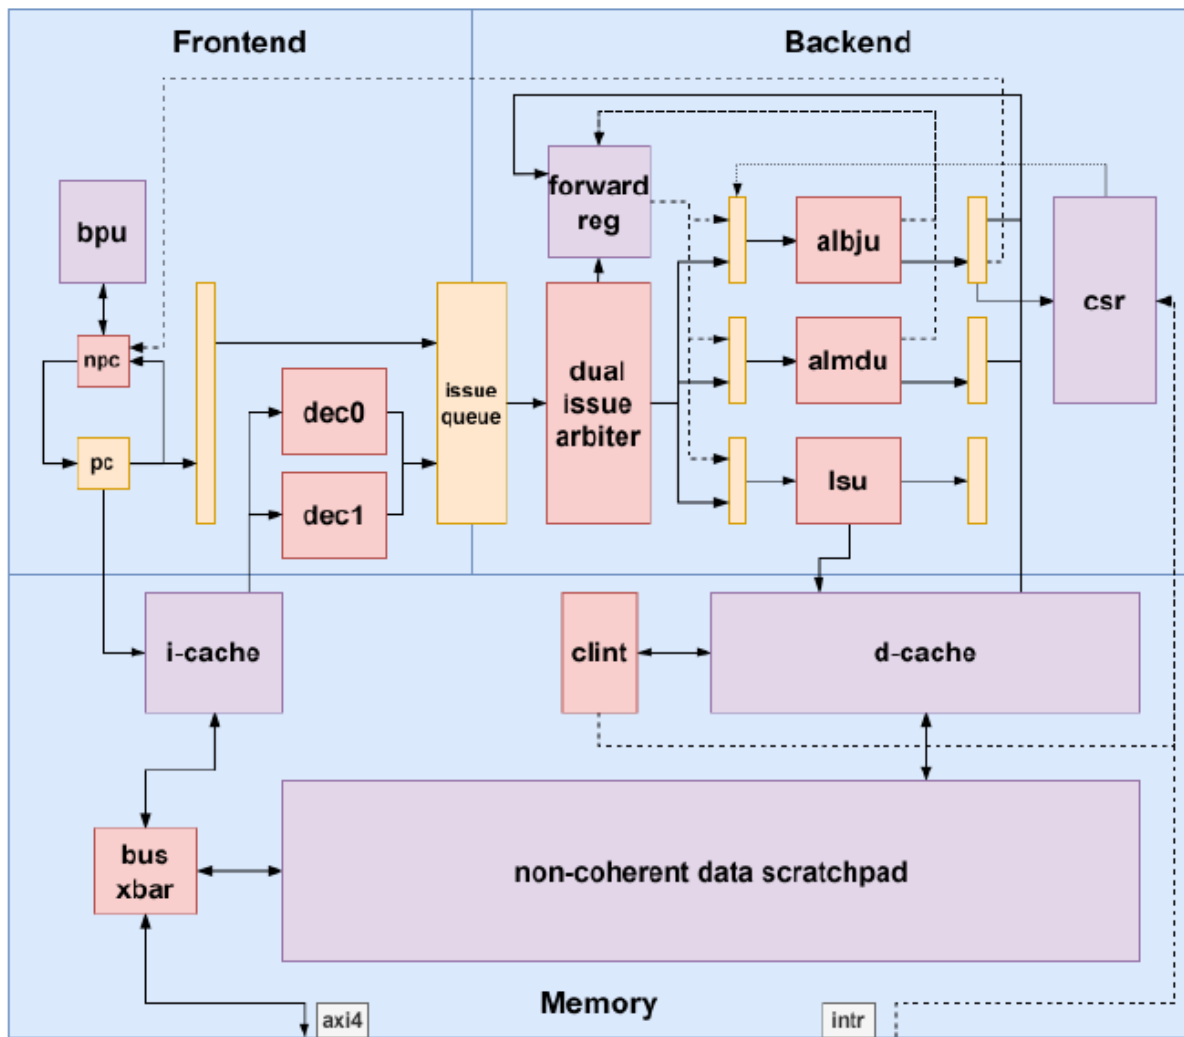 Frontend
Backend
bpu
npc
pc
dec0
dec1
issue
queue
forward
reg
dual
issue
arbiter
albju
almdu
lsu
csr
i-cache
clint
d-cache
bus
xbar
non-coherent data scratchpad
Memory
axi4
intr